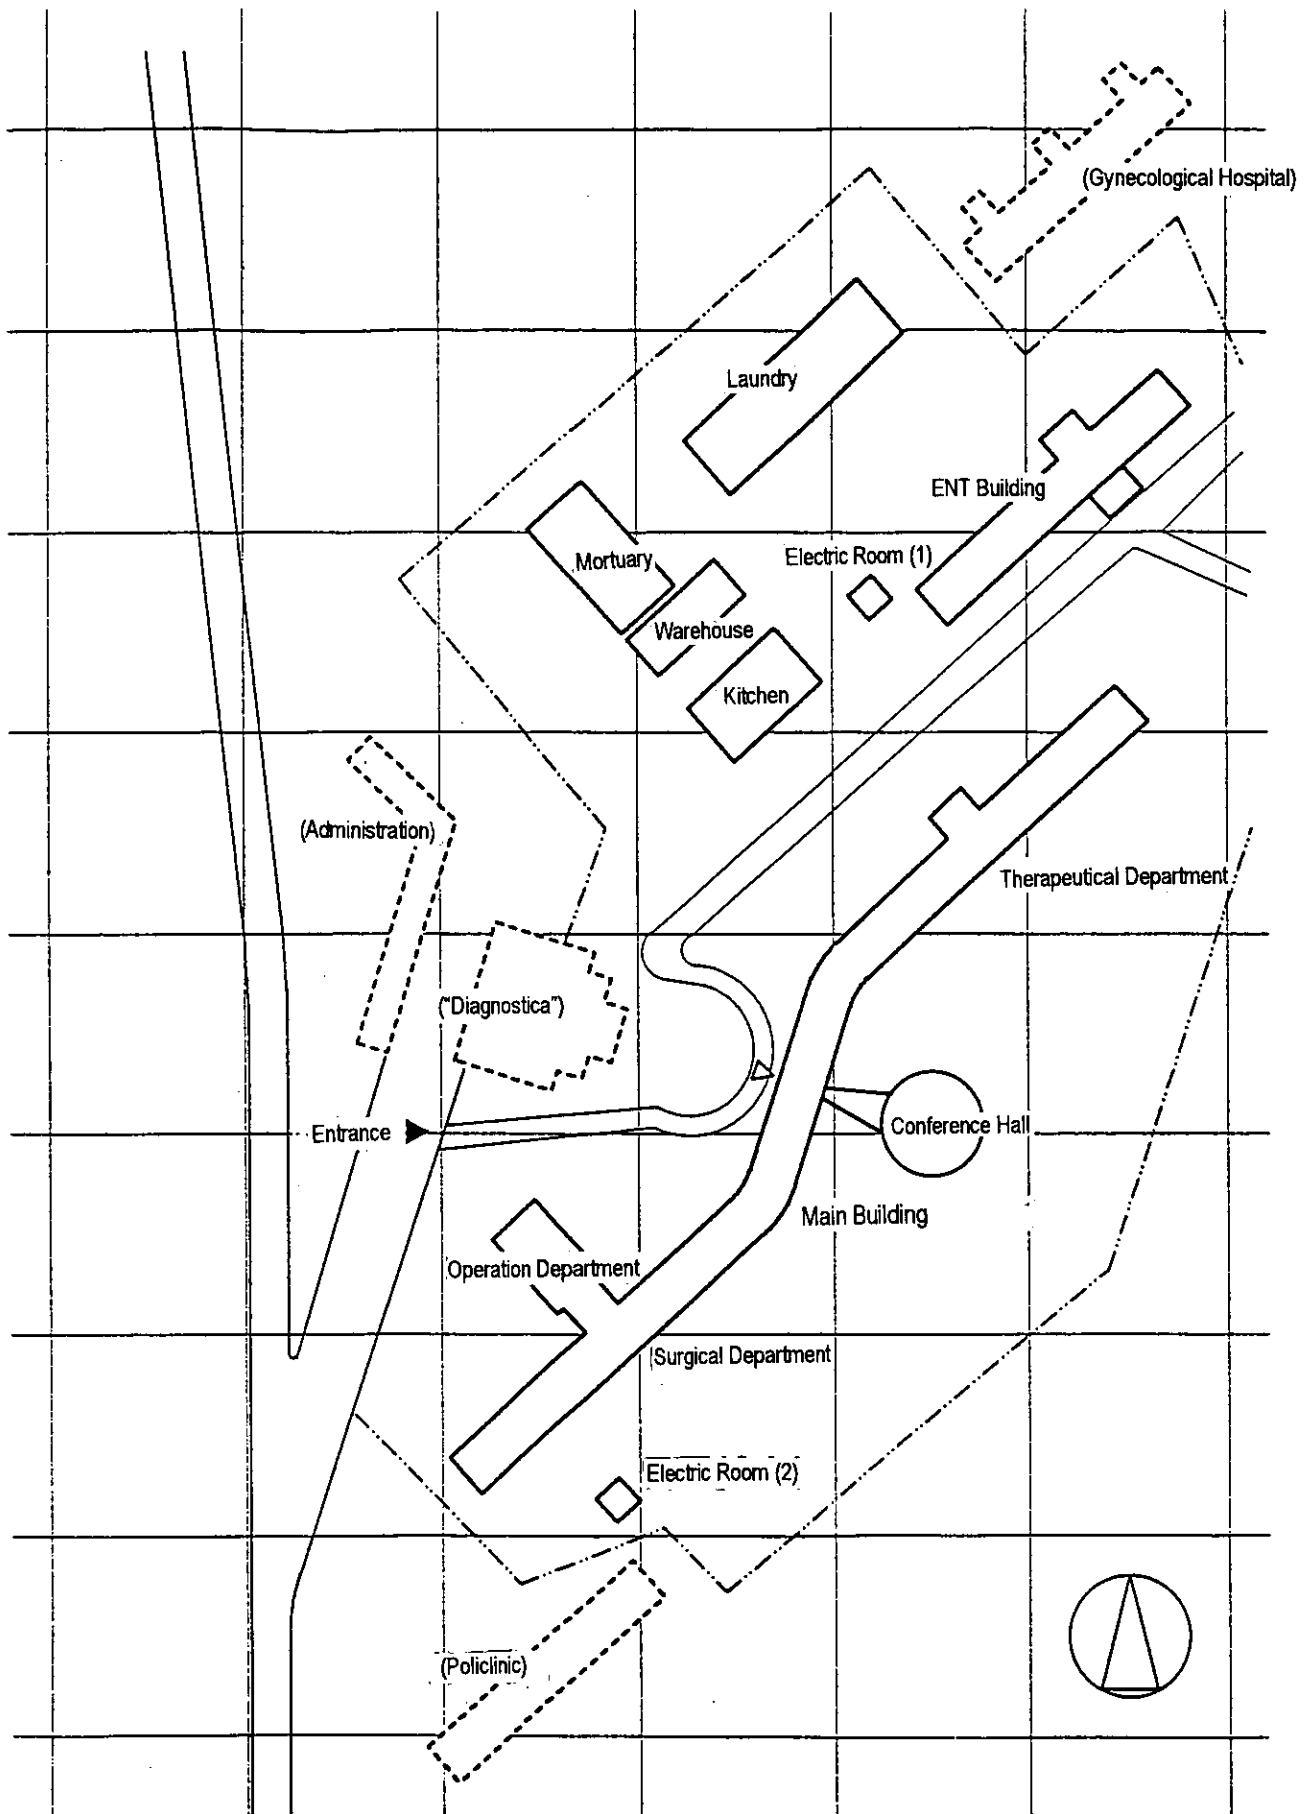 (Gynecological Hospital)
Laundry
ENT Building
Electric Room (1)
Mortuary
Warehouse
Kitchen
(Administration)
Therapeutical Department
("Diagnostica")
Entrance
Conference Hall
Main Building
Operation Department
Surgical Department
Electric Room (2)
(Policlinic)